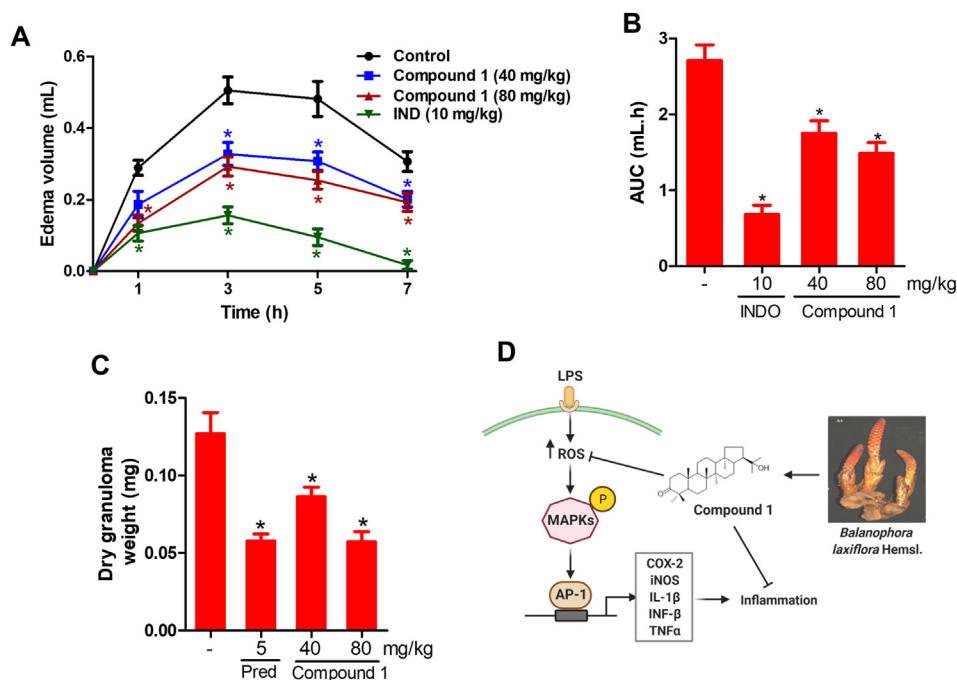 A
Edema volume (mL)
0.6
0.4
0.2
0.0
1 3 5 7
Time (h)
Control
Compound 1 (40 mg/kg)
Compound 1 (80 mg/kg)
IND (10 mg/kg)
* * *
* * * *
* * * *
B
AUC (mL.h)
3
2
1
0
* * *
- 10 40 80 mg/kg
INDO Compound 1
C
Dry granuloma
weight (mg)
0.15
0.10
0.05
0.00
* * *
- 5 40 80 mg/kg
Pred Compound 1
D
LPS
ROS
P
MAPKs
AP-1
COX-2
iNOS
IL-1β
INF-β
TNFα
O
OH
Compound 1
Inflammation
Balanophora
laxiflora Hemsl.